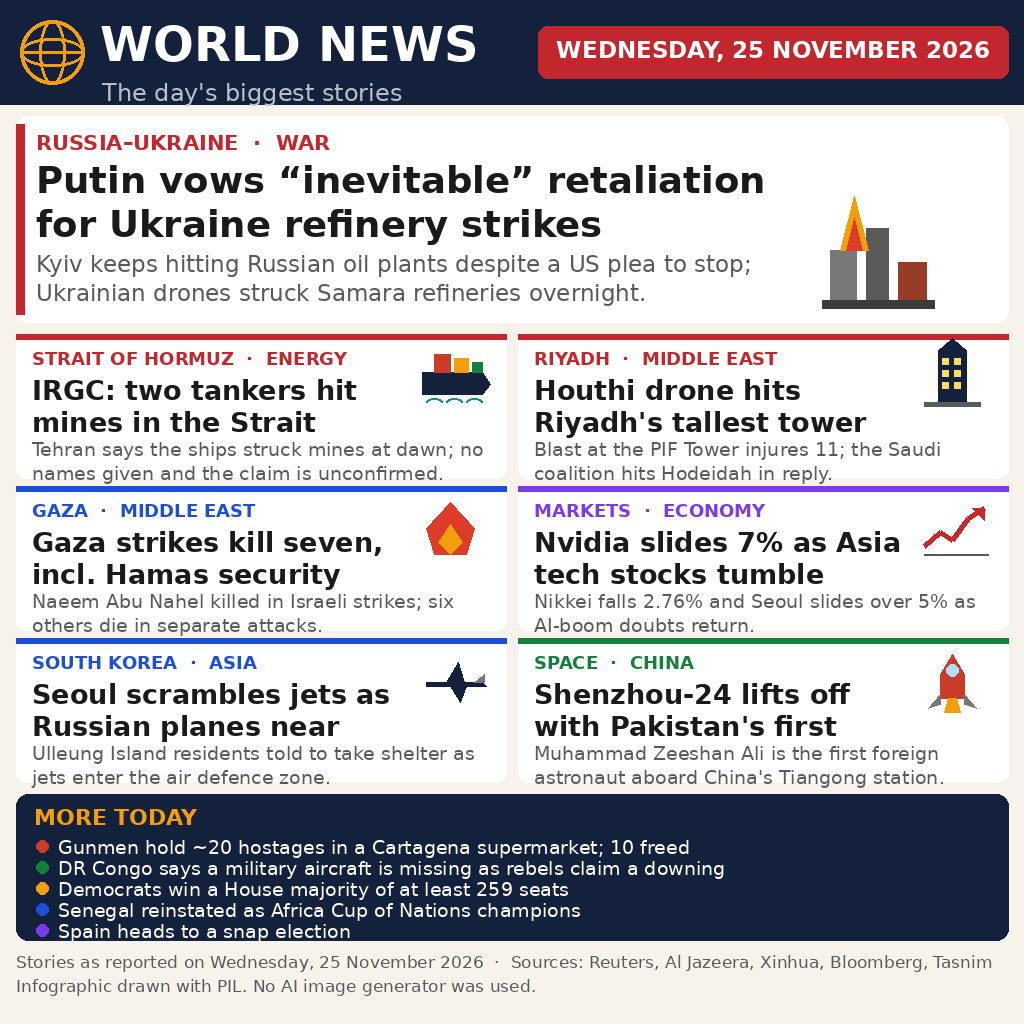 WORLD NEWS
The day's biggest stories
WEDNESDAY, 25 NOVEMBER 2026
RUSSIA–UKRAINE · WAR
Putin vows “inevitable” retaliation
for Ukraine refinery strikes
Kyiv keeps hitting Russian oil plants despite a US plea to stop;
Ukrainian drones struck Samara refineries overnight.
STRAIT OF HORMUZ · ENERGY
IRGC: two tankers hit
mines in the Strait
Tehran says the ships struck mines at dawn; no
names given and the claim is unconfirmed.
RIYADH · MIDDLE EAST
Houthi drone hits
Riyadh's tallest tower
Blast at the PIF Tower injures 11; the Saudi
coalition hits Hodeidah in reply.
GAZA · MIDDLE EAST
Gaza strikes kill seven,
incl. Hamas security
Naeem Abu Nahel killed in Israeli strikes; six
others die in separate attacks.
MARKETS · ECONOMY
Nvidia slides 7% as Asia
tech stocks tumble
Nikkei falls 2.76% and Seoul slides over 5% as
AI-boom doubts return.
SOUTH KOREA · ASIA
Seoul scrambles jets as
Russian planes near
Ulleung Island residents told to take shelter as
jets enter the air defence zone.
SPACE · CHINA
Shenzhou-24 lifts off
with Pakistan's first
Muhammad Zeeshan Ali is the first foreign
astronaut aboard China's Tiangong station.
MORE TODAY
Gunmen hold ~20 hostages in a Cartagena supermarket; 10 freed
DR Congo says a military aircraft is missing as rebels claim a downing
Democrats win a House majority of at least 259 seats
Senegal reinstated as Africa Cup of Nations champions
Spain heads to a snap election
Stories as reported on Wednesday, 25 November 2026 · Sources: Reuters, Al Jazeera, Xinhua, Bloomberg, Tasnim
Infographic drawn with PIL. No AI image generator was used.